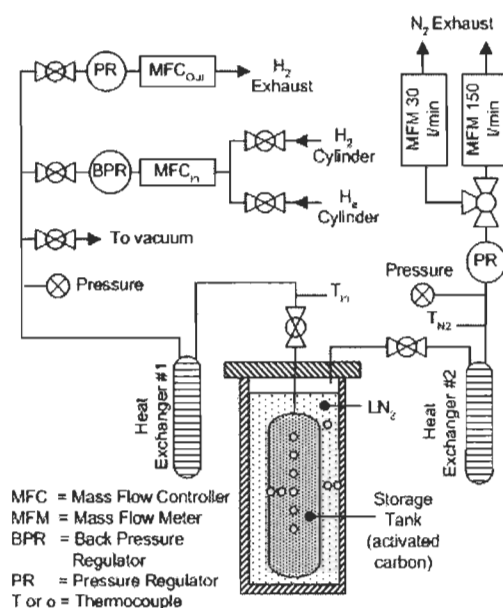 N2 Exhaust
PR
MFCOut
H2
Exhaust
MFM 30
l/min
MFM 150
l/min
BPR
MFCin
H2
Cylinder
He
Cylinder
PR
To vacuum
Pressure
Pressure
Tin
TN2
Heat
Exchanger #1
LN2
Heat
Exchanger #2
Storage
Tank
(activated
carbon)
MFC = Mass Flow Controller
MFM = Mass Flow Meter
BPR = Back Pressure
Regulator
PR = Pressure Regulator
T or o = Thermocouple